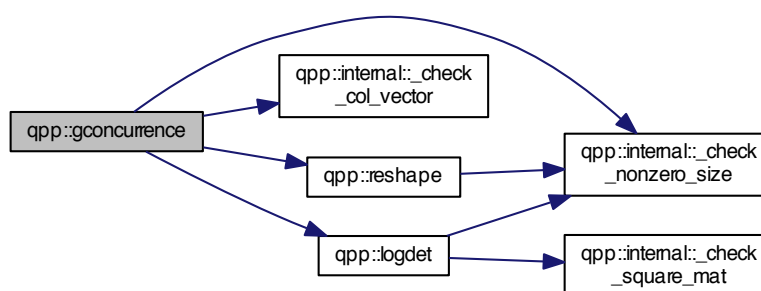 qpp::gconcurrence
qpp::internal::_check
_col_vector
qpp::reshape
qpp::logdet
qpp::internal::_check
_nonzero_size
qpp::internal::_check
_square_mat